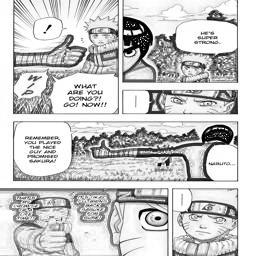 HE'S
SUPER
STRONG.
!
WHAT
ARE YOU
DOING?!
GO! NOW!!
REMEMBER,
YOU PLAYED
THE NICE
GUY AND
PROMISED
SAKURA!
NARUTO...